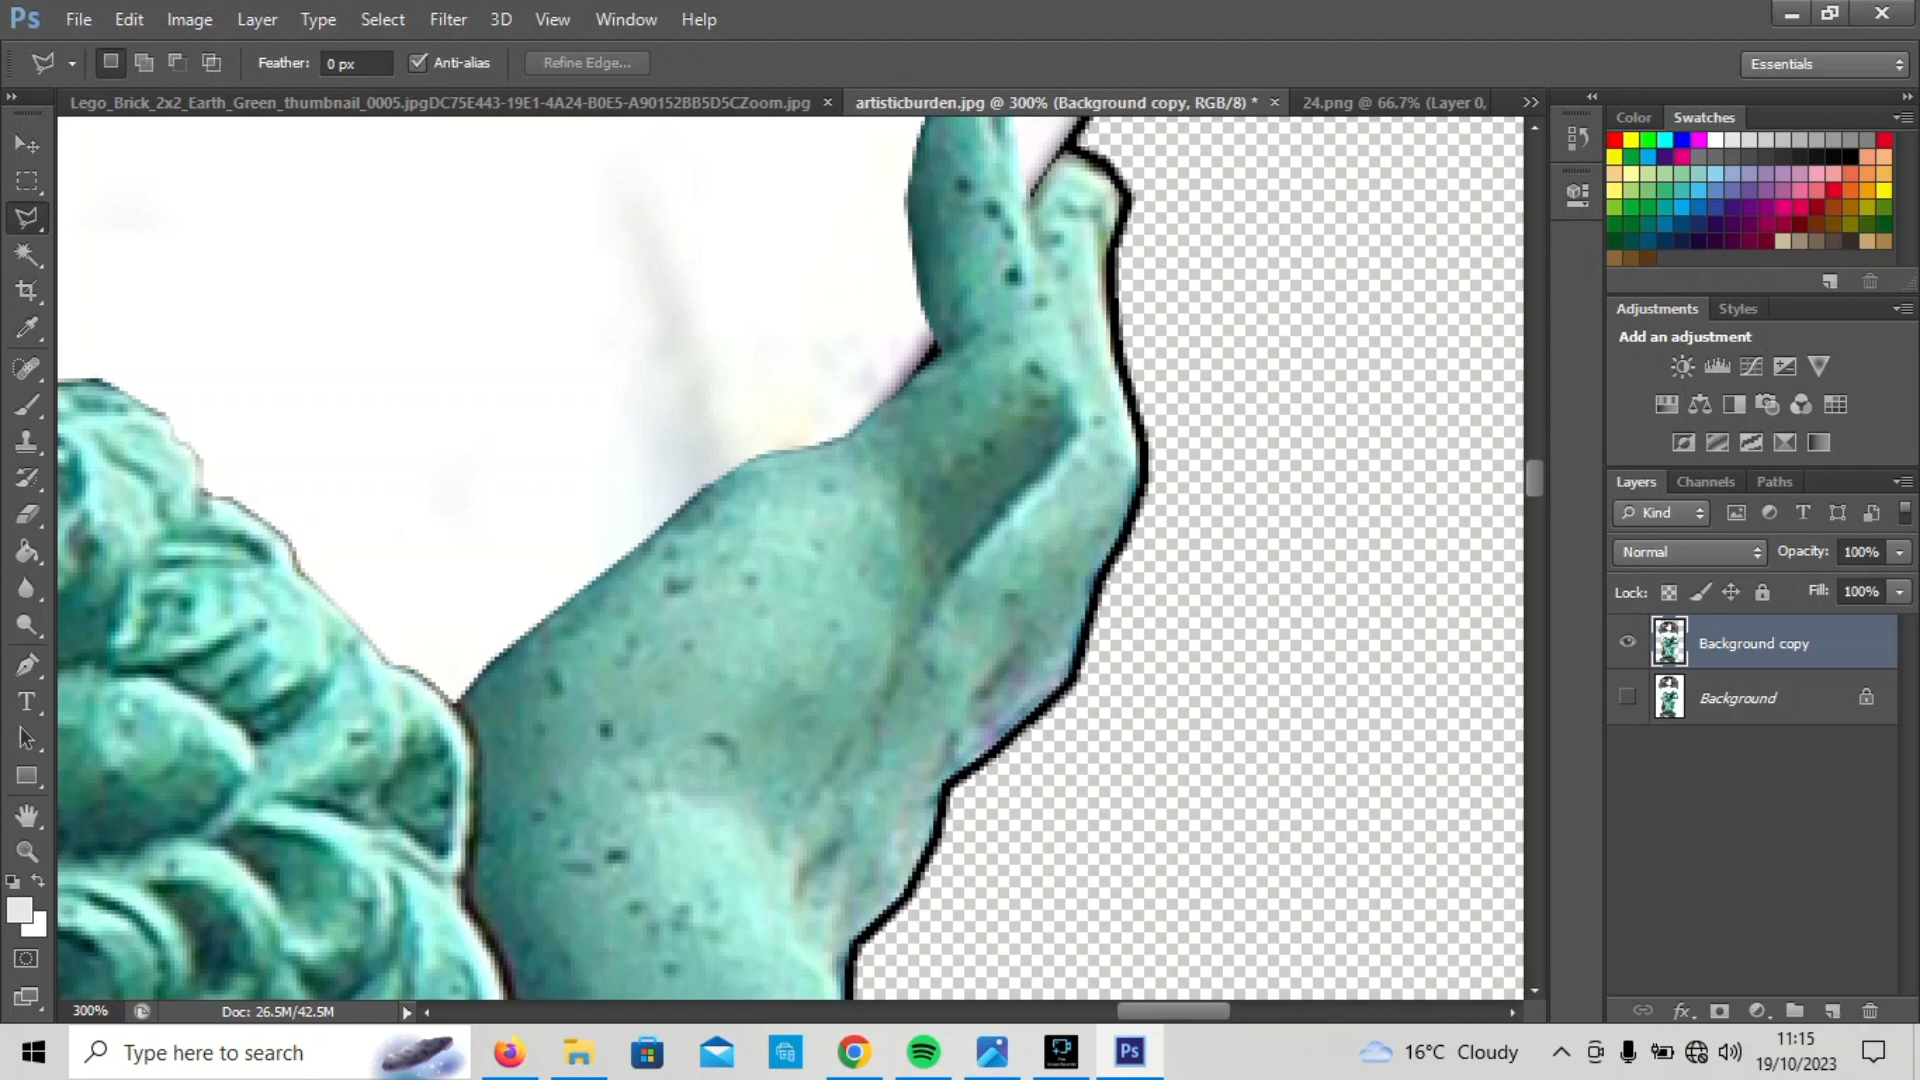 Ps File Edit Image Layer Type Select Filter 3D View Window Help
Feather: 0 px Anti-alias Refine Edge... Essentials
Lego_Brick_2x2_Earth_Green_thumbnail_0005.jpgDC75E443-19E1-4A24-B0E5-A90152BB5D5CZoom.jpg × artisticburden.jpg @ 300% (Background copy, RGB/8) * × 24.png @ 66.7% (Layer 0,
Color Swatches
Adjustments Styles
Add an adjustment
Layers Channels Paths
Kind
Normal Opacity: 100%
Lock: Fill: 100%
Background copy
Background
300% Doc: 26.5M/42.5M
Type here to search
Ps
16°C Cloudy
11:15
19/10/2023